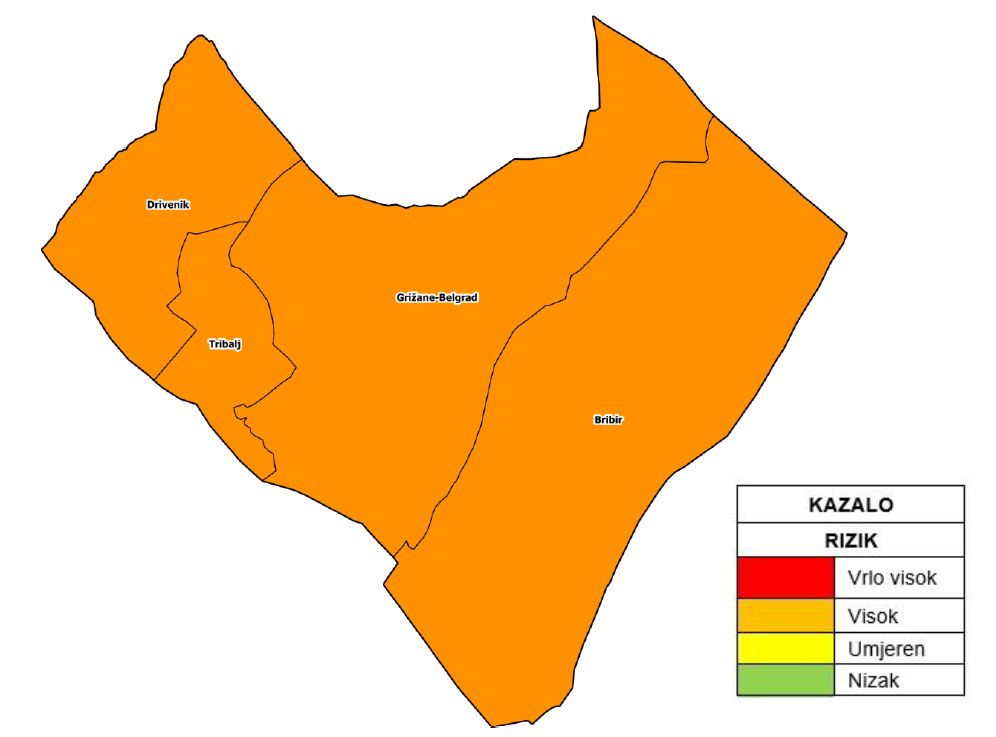 Drivenik
Grižane-Belgrad
Tribalj
Bribir
KAZALO
RIZIK
Vrlo visok
Visok
Umjeren
Nizak